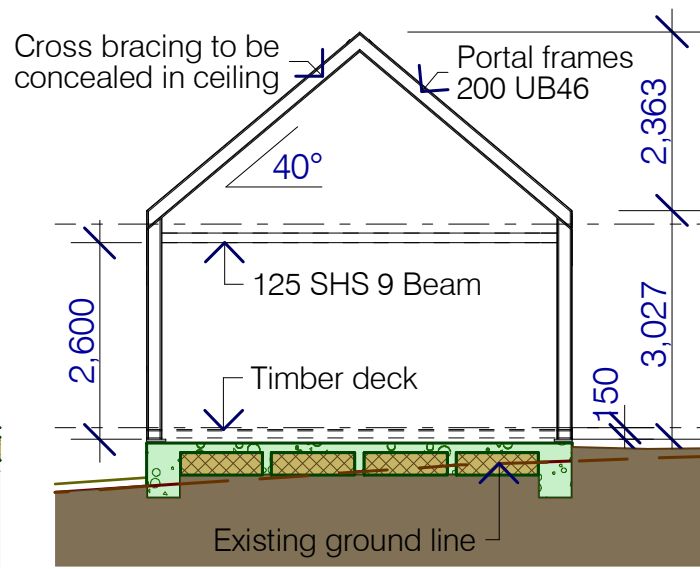 Cross bracing to be
concealed in ceiling
Portal frames
200 UB46
2,363
40°
125 SHS 9 Beam
2,600
3,027
Timber deck
150
Existing ground line